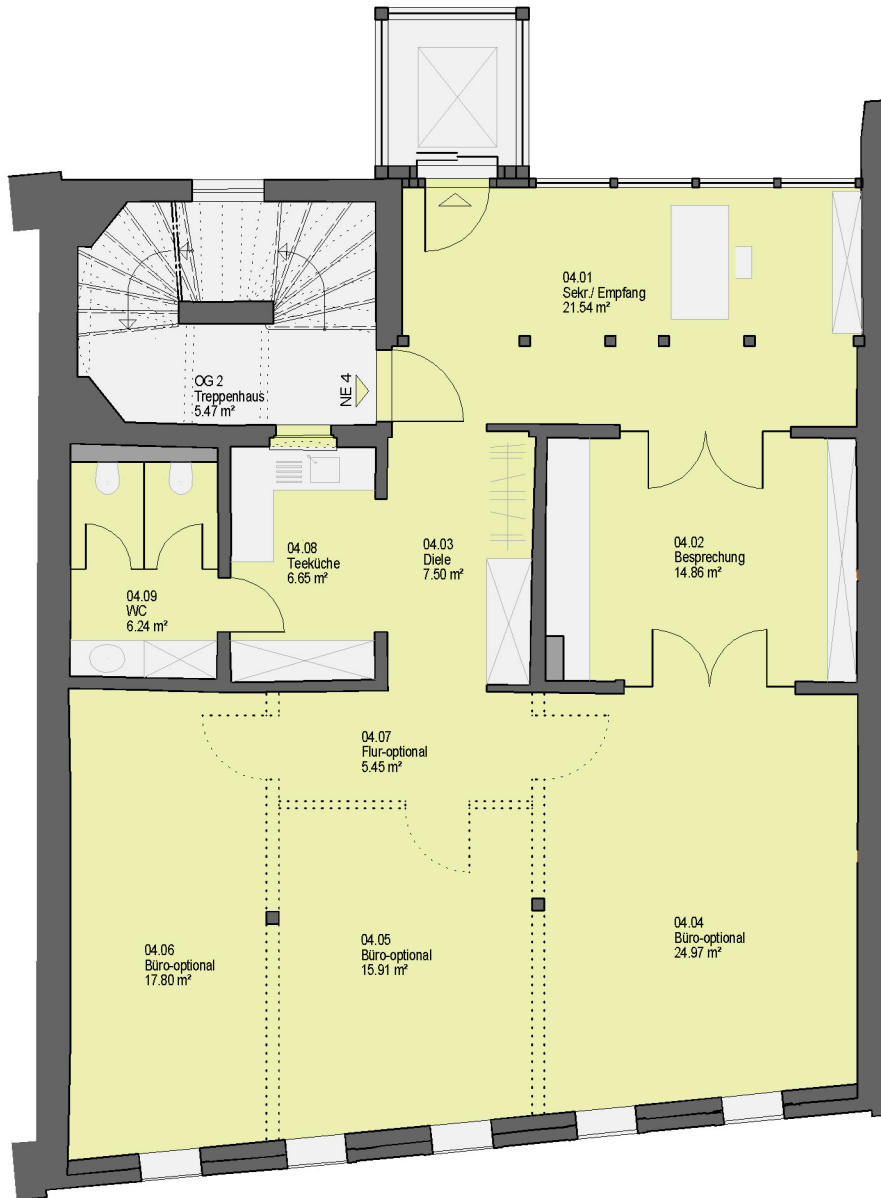 04.01
Sekr./ Empfang
21.54 m²
OG 2
Treppenhaus
5.47 m²
NE 4
04.08
Teeküche
6.65 m²
04.03
Diele
7.50 m²
04.02
Besprechung
14.86 m²
04.09
WC
6.24 m²
04.07
Flur-optional
5.45 m²
04.06
Büro-optional
17.80 m²
04.05
Büro-optional
15.91 m²
04.04
Büro-optional
24.97 m²